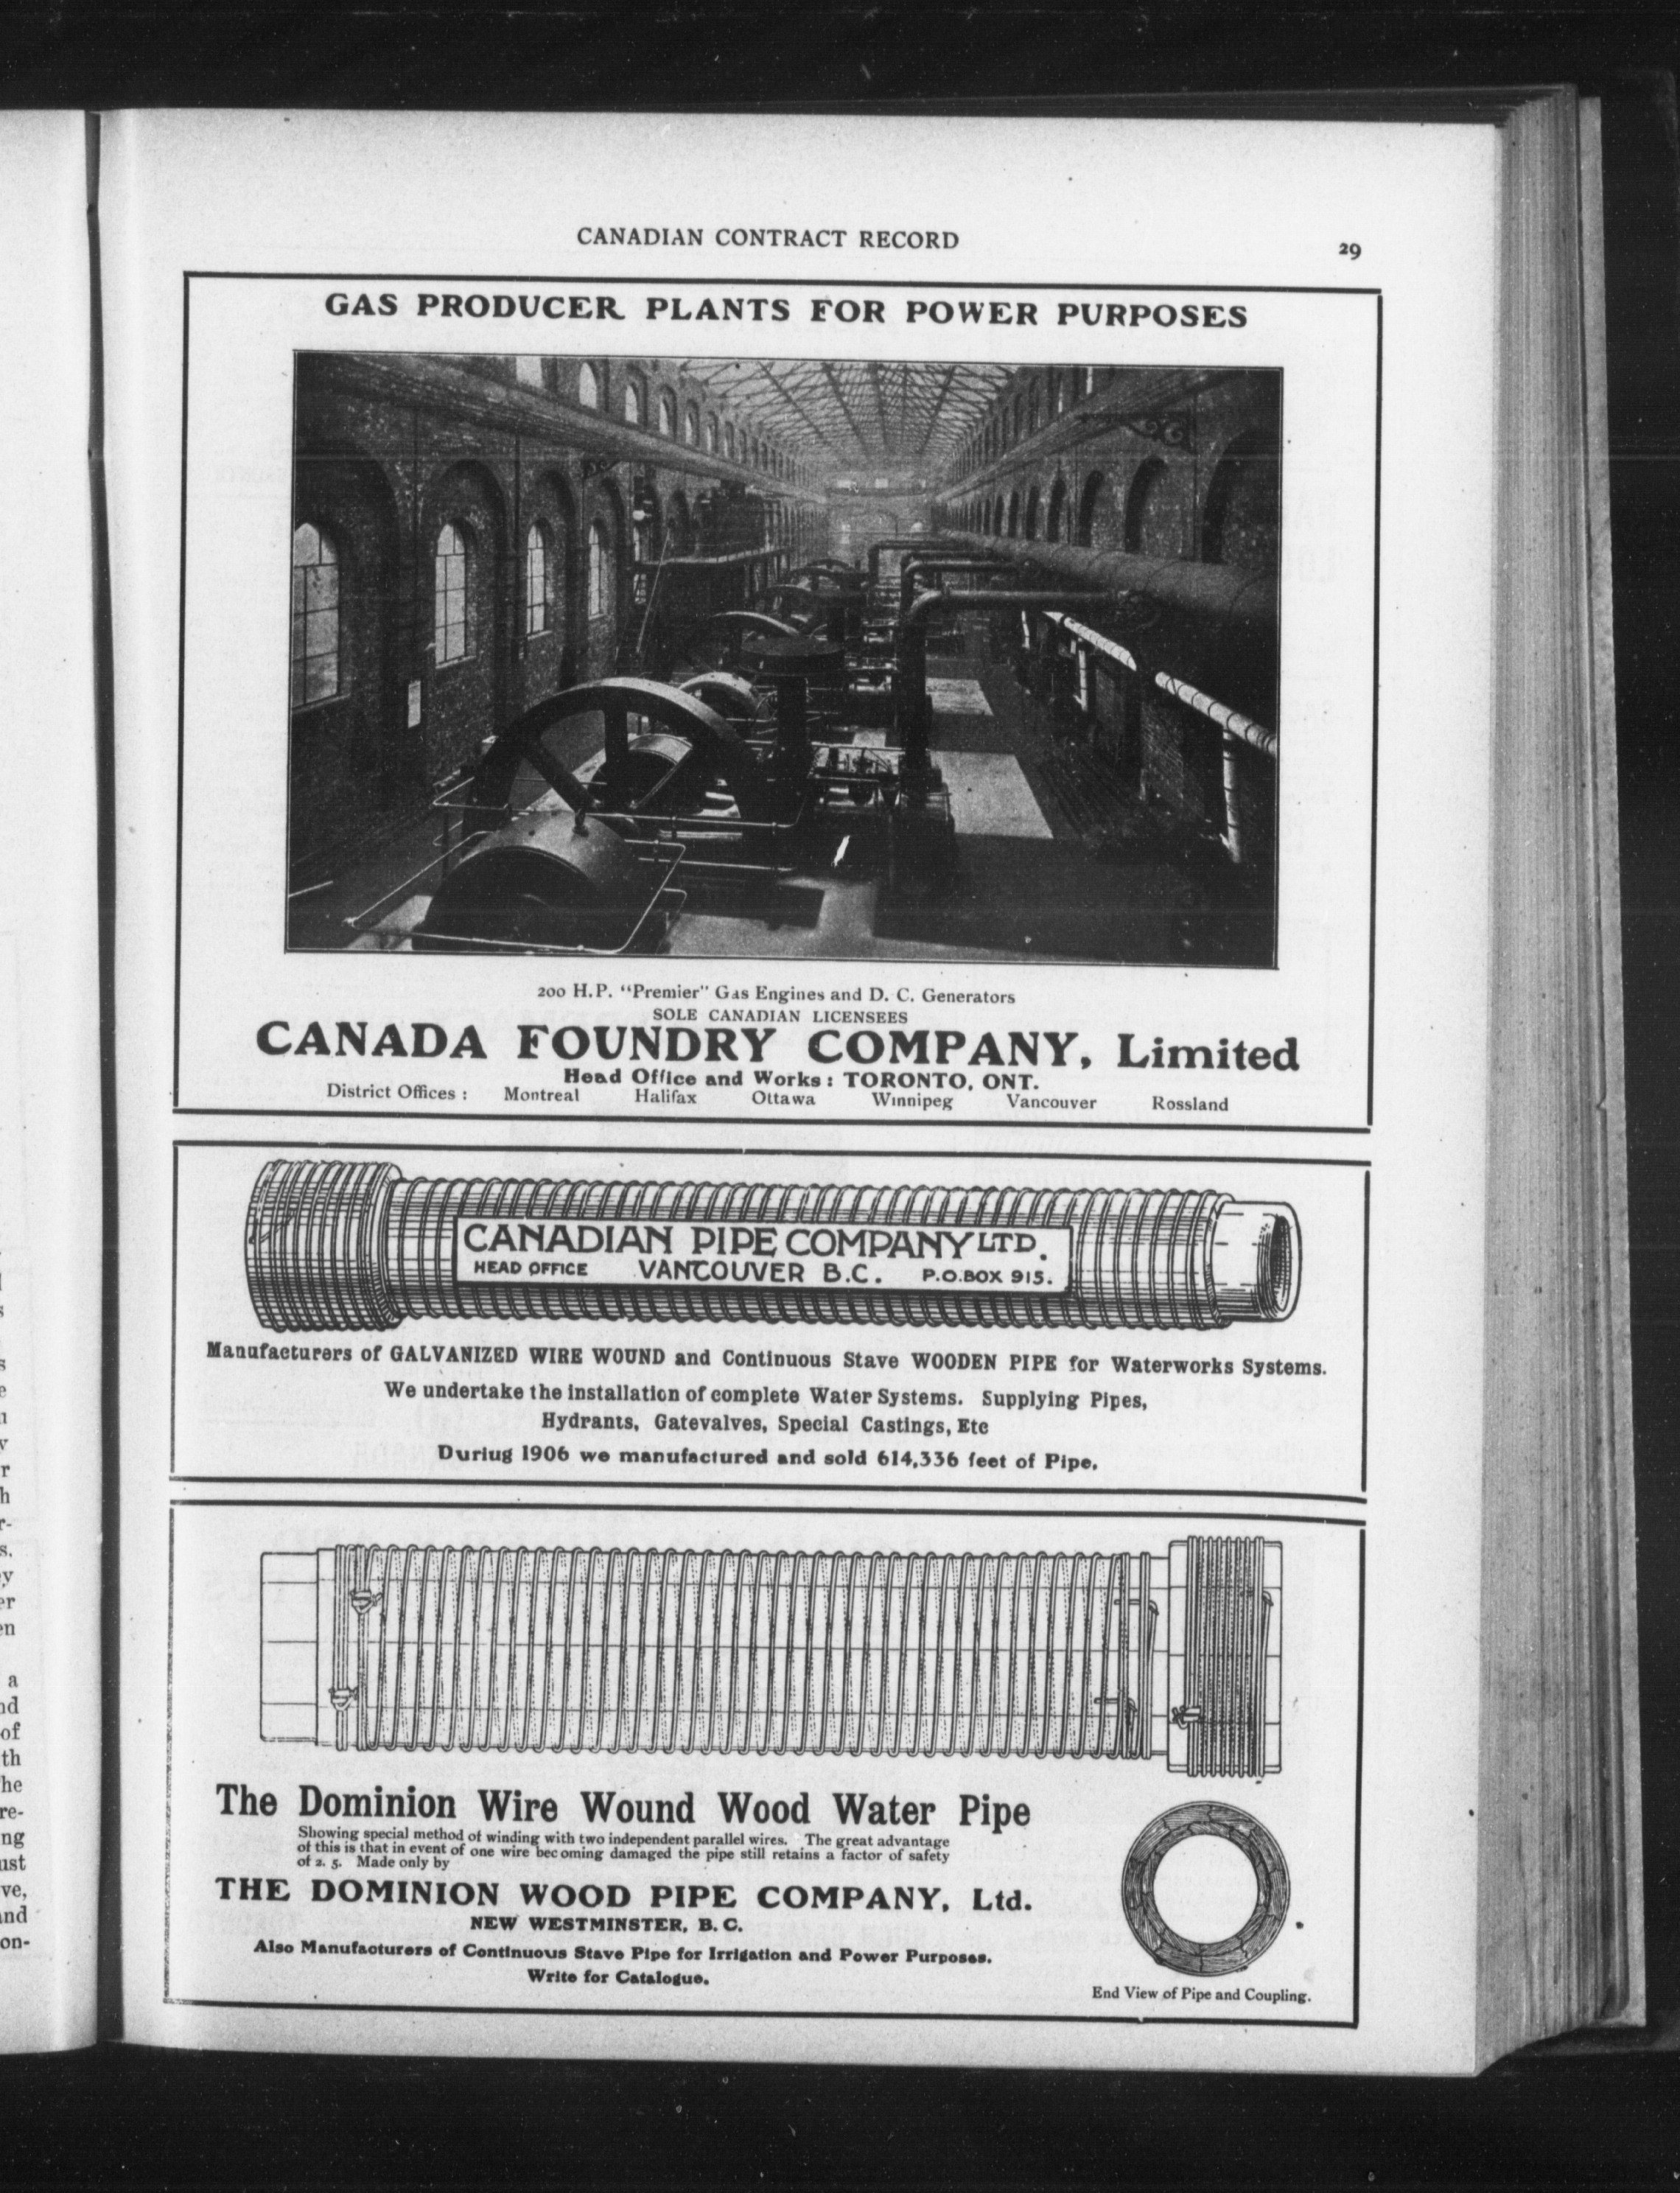 CANADIAN CONTRACT RECORD
29
GAS PRODUCER PLANTS FOR POWER PURPOSES
200 H.P. “Premier” Gas Engines and D. C. Generators
SOLE CANADIAN LICENSEES
CANADA FOUNDRY COMPANY, Limited
Head Office and Works: TORONTO, ONT.
District Offices : Montreal Halifax Ottawa Winnipeg Vancouver Rossland
CANADIAN PIPE COMPANY LTD.
HEAD OFFICE VANCOUVER B.C. P.O.BOX 915.
Manufacturers of GALVANIZED WIRE WOUND and Continuous Stave WOODEN PIPE for Waterworks Systems.
We undertake the installation of complete Water Systems. Supplying Pipes,
Hydrants, Gatevalves, Special Castings, Etc
Duriug 1906 we manufactured and sold 614,336 feet of Pipe.
The Dominion Wire Wound Wood Water Pipe
Showing special method of winding with two independent parallel wires. The great advantage
of this is that in event of one wire bec oming damaged the pipe still retains a factor of safety
of 2. 5. Made only by
THE DOMINION WOOD PIPE COMPANY, Ltd.
NEW WESTMINSTER, B. C.
Also Manufacturers of Continuous Stave Pipe for Irrigation and Power Purposes.
Write for Catalogue.
End View of Pipe and Coupling.